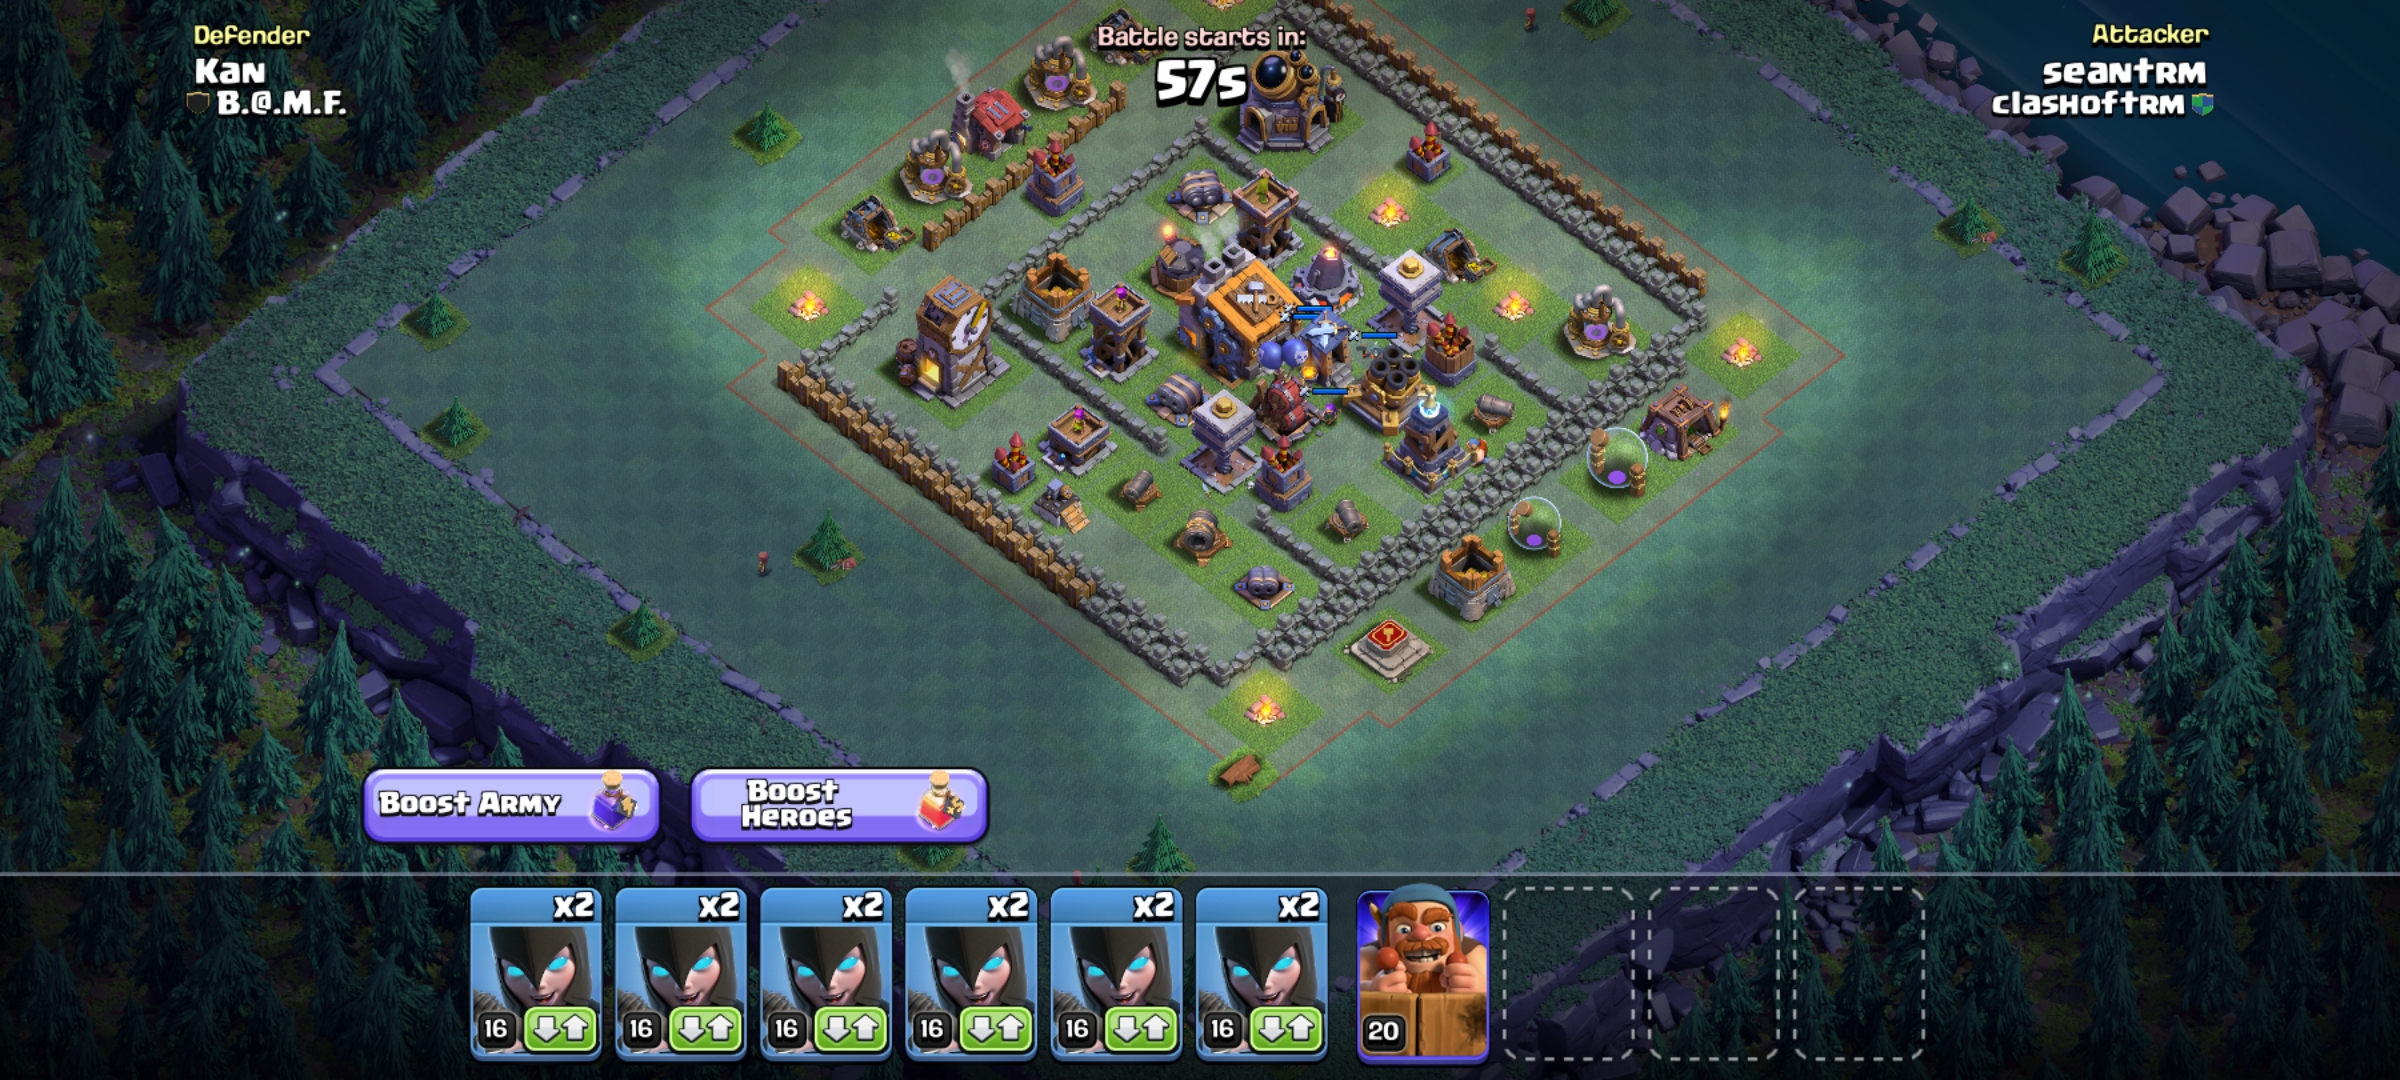 Defender
Kan
B.@.M.F.
Battle starts in:
57s
Attacker
seantRM
clashoftRM
Boost Army
Boost
Heroes
x2
x2
x2
x2
x2
x2
16
16
16
16
16
16
20